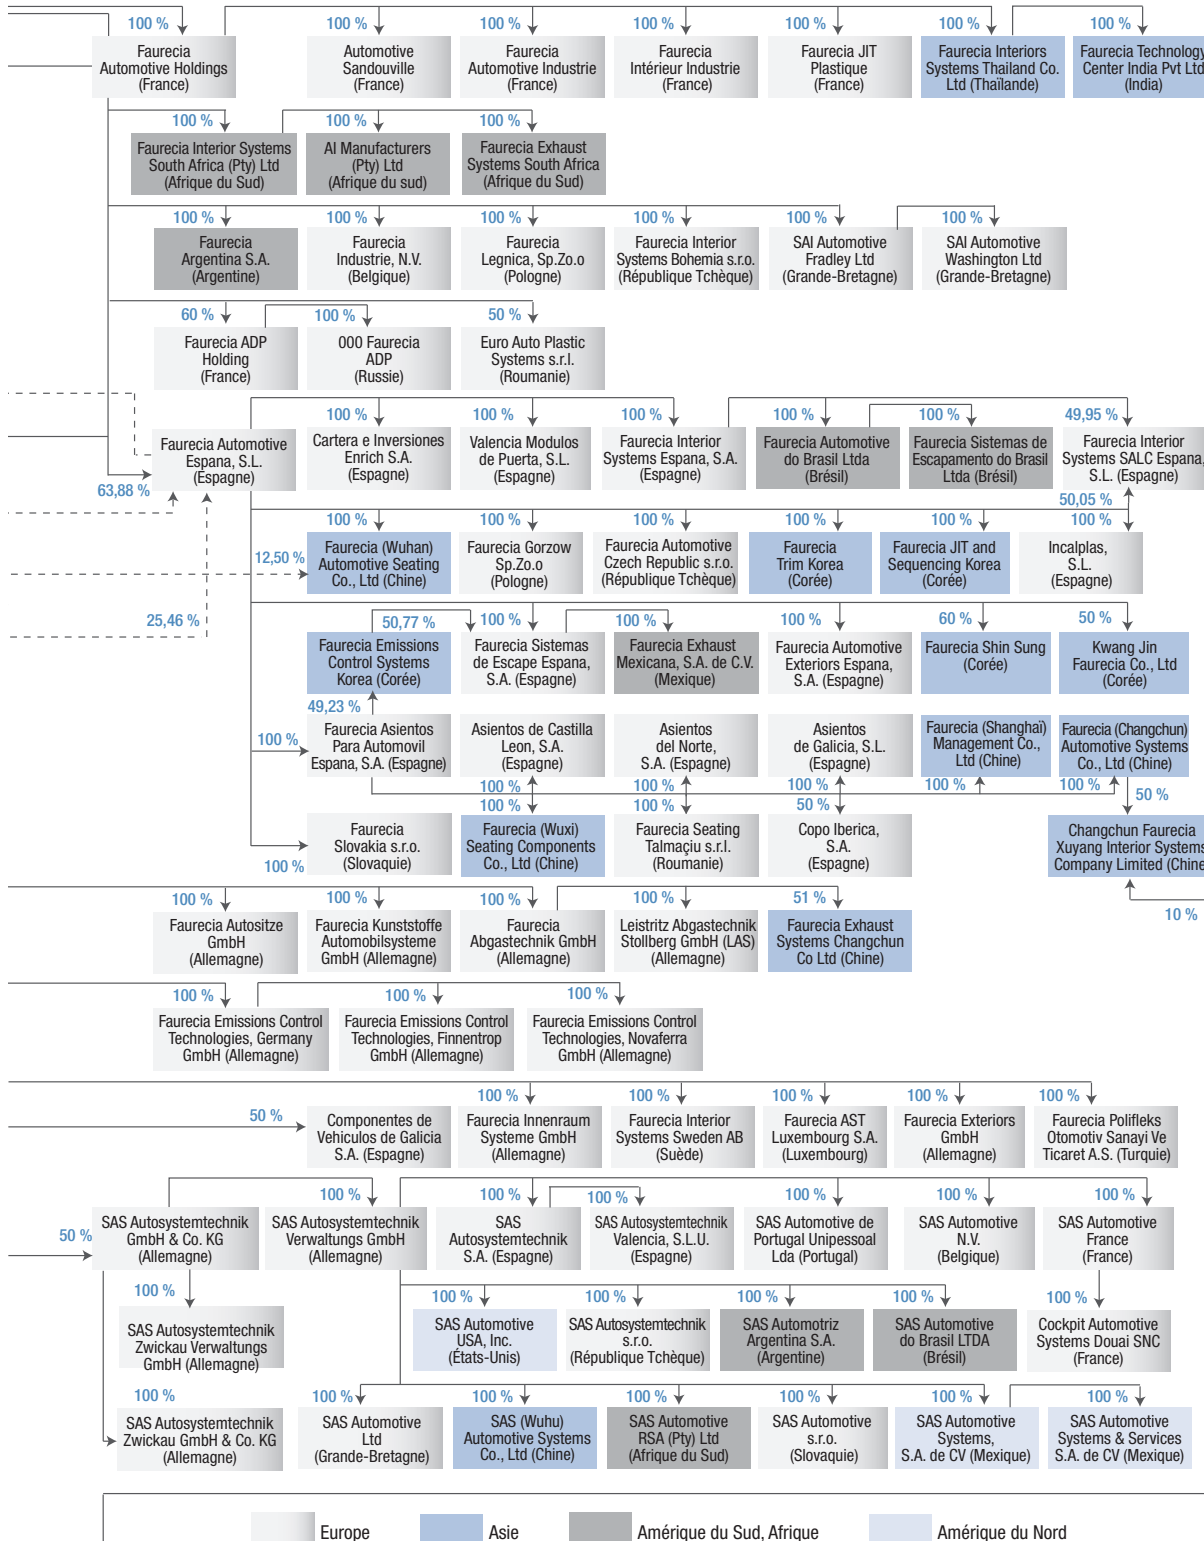 100 %
100 %
100 %
100 %
100 %
100 %
100 %
Faurecia
Automotive Holdings
(France)
Automotive
Sandouville
(France)
Faurecia
Automotive Industrie
(France)
Faurecia
Intérieur Industrie
(France)
Faurecia JIT
Plastique
(France)
Faurecia Interiors
Systems Thailand Co.
Ltd (Thaïlande)
Faurecia Technology
Center India Pvt Ltd
(India)
100 %
100 %
100 %
Faurecia Interior Systems
South Africa (Pty) Ltd
(Afrique du Sud)
AI Manufacturers
(Pty) Ltd
(Afrique du sud)
Faurecia Exhaust
Systems South Africa
(Afrique du Sud)
100 %
100 %
100 %
100 %
100 %
100 %
Faurecia
Argentina S.A.
(Argentine)
Faurecia
Industrie, N.V.
(Belgique)
Faurecia
Legnica, Sp.Zo.o
(Pologne)
Faurecia Interior
Systems Bohemia s.r.o.
(République Tchèque)
SAI Automotive
Fradley Ltd
(Grande-Bretagne)
SAI Automotive
Washington Ltd
(Grande-Bretagne)
60 %
100 %
50 %
Faurecia ADP
Holding
(France)
000 Faurecia
ADP
(Russie)
Euro Auto Plastic
Systems s.r.l.
(Roumanie)
100 %
100 %
100 %
100 %
100 %
49,95 %
Faurecia Automotive
Espana, S.L.
(Espagne)
Cartera e Inversiones
Enrich S.A.
(Espagne)
Valencia Modulos
de Puerta, S.L.
(Espagne)
Faurecia Interior
Systems Espana, S.A.
(Espagne)
Faurecia Automotive
do Brasil Ltda
(Brésil)
Faurecia Sistemas de
Escapamento do Brasil
Ltda (Brésil)
Faurecia Interior
Systems SALC Espana,
S.L. (Espagne)
63,88 %
50,05 %
100 %
100 %
100 %
100 %
100 %
100 %
12,50 %
Faurecia (Wuhan)
Automotive Seating
Co., Ltd (Chine)
Faurecia Gorzow
Sp.Zo.o
(Pologne)
Faurecia Automotive
Czech Republic s.r.o.
(République Tchèque)
Faurecia
Trim Korea
(Corée)
Faurecia JIT and
Sequencing Korea
(Corée)
Incalplas,
S.L.
(Espagne)
25,46 %
50,77 %
100 %
100 %
100 %
60 %
50 %
Faurecia Emissions
Control Systems
Korea (Corée)
Faurecia Sistemas
de Escape Espana,
S.A. (Espagne)
Faurecia Exhaust
Mexicana, S.A. de C.V.
(Mexique)
Faurecia Automotive
Exteriors Espana,
S.A. (Espagne)
Faurecia Shin Sung
(Corée)
Kwang Jin
Faurecia Co., Ltd
(Corée)
49,23 %
100 %
Faurecia Asientos
Para Automovil
Espana, S.A. (Espagne)
Asientos de Castilla
Leon, S.A.
(Espagne)
Asientos
del Norte,
S.A. (Espagne)
Asientos
de Galicia, S.L.
(Espagne)
Faurecia (Shanghaï)
Management Co.,
Ltd (Chine)
Faurecia (Changchun)
Automotive Systems
Co., Ltd (Chine)
100 %
100 %
100 %
100 %
100 %
100 %
100 %
50 %
50 %
Faurecia
Slovakia s.r.o.
(Slovaquie)
Faurecia (Wuxi)
Seating Components
Co., Ltd (Chine)
Faurecia Seating
Talmaçiu s.r.l.
(Roumanie)
Copo Iberica,
S.A.
(Espagne)
Changchun Faurecia
Xuyang Interior Systems
Company Limited (Chine
100 %
10 %
100 %
100 %
100 %
100 %
51 %
Faurecia Autositze
GmbH
(Allemagne)
Faurecia Kunststoffe
Automobilsysteme
GmbH (Allemagne)
Faurecia
Abgastechnik GmbH
(Allemagne)
Leistritz Abgastechnik
Stollberg GmbH (LAS)
(Allemagne)
Faurecia Exhaust
Systems Changchun
Co Ltd (Chine)
100 %
100 %
100 %
Faurecia Emissions Control
Technologies, Germany
GmbH (Allemagne)
Faurecia Emissions Control
Technologies, Finnentrop
GmbH (Allemagne)
Faurecia Emissions Control
Technologies, Novaferra
GmbH (Allemagne)
100 %
100 %
100 %
100 %
100 %
50 %
Componentes de
Vehiculos de Galicia
S.A. (Espagne)
Faurecia Innenraum
Systeme GmbH
(Allemagne)
Faurecia Interior
Systems Sweden AB
(Suède)
Faurecia AST
Luxembourg S.A.
(Luxembourg)
Faurecia Exteriors
GmbH
(Allemagne)
Faurecia Polifleks
Otomotiv Sanayi Ve
Ticaret A.S. (Turquie)
100 %
100 %
100 %
100 %
100 %
100 %
50 %
SAS Autosystemtechnik
GmbH & Co. KG
(Allemagne)
SAS Autosystemtechnik
Verwaltungs GmbH
(Allemagne)
SAS
Autosystemtechnik
S.A. (Espagne)
SAS Autosystemtechnik
Valencia, S.L.U.
(Espagne)
SAS Automotive de
Portugal Unipessoal
Lda (Portugal)
SAS Automotive
N.V.
(Belgique)
SAS Automotive
France
(France)
100 %
100 %
100 %
100 %
100 %
100 %
SAS Autosystemtechnik
Zwickau Verwaltungs
GmbH (Allemagne)
SAS Automotive
USA, Inc.
(États-Unis)
SAS Autosystemtechnik
s.r.o.
(République Tchèque)
SAS Automotriz
Argentina S.A.
(Argentine)
SAS Automotive
do Brasil LTDA
(Brésil)
Cockpit Automotive
Systems Douai SNC
(France)
100 %
100 %
100 %
100 %
100 %
100 %
100 %
SAS Autosystemtechnik
Zwickau GmbH & Co. KG
(Allemagne)
SAS Automotive
Ltd
(Grande-Bretagne)
SAS (Wuhu)
Automotive Systems
Co., Ltd (Chine)
SAS Automotive
RSA (Pty) Ltd
(Afrique du Sud)
SAS Automotive
s.r.o.
(Slovaquie)
SAS Automotive
Systems,
S.A. de CV (Mexique)
SAS Automotive
Systems & Services
S.A. de CV (Mexique)
Europe
Asie
Amérique du Sud, Afrique
Amérique du Nord